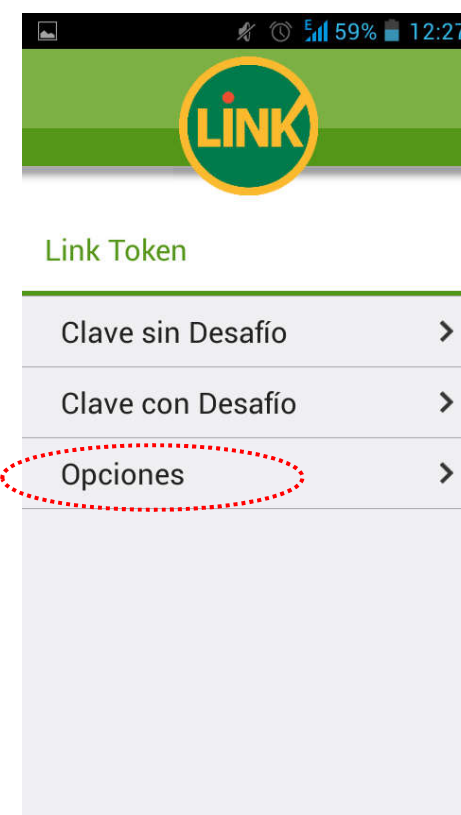 E 59% 12:27
LINK
Link Token
Clave sin Desafío
Clave con Desafío
Opciones